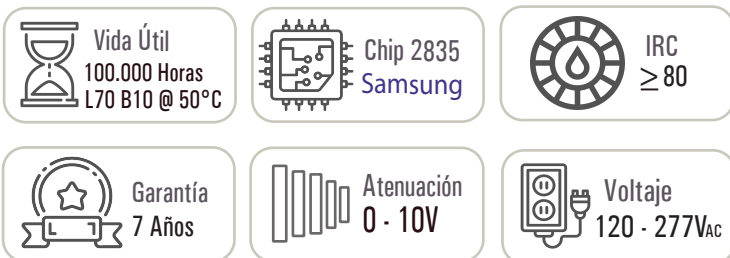 Vida Útil
100.000 Horas
L70 B10 @ 50°C
Chip 2835
Samsung
IRC
≥80
Garantía
7 Años
Atenuación
0 - 10V
Voltaje
120 - 277VAC